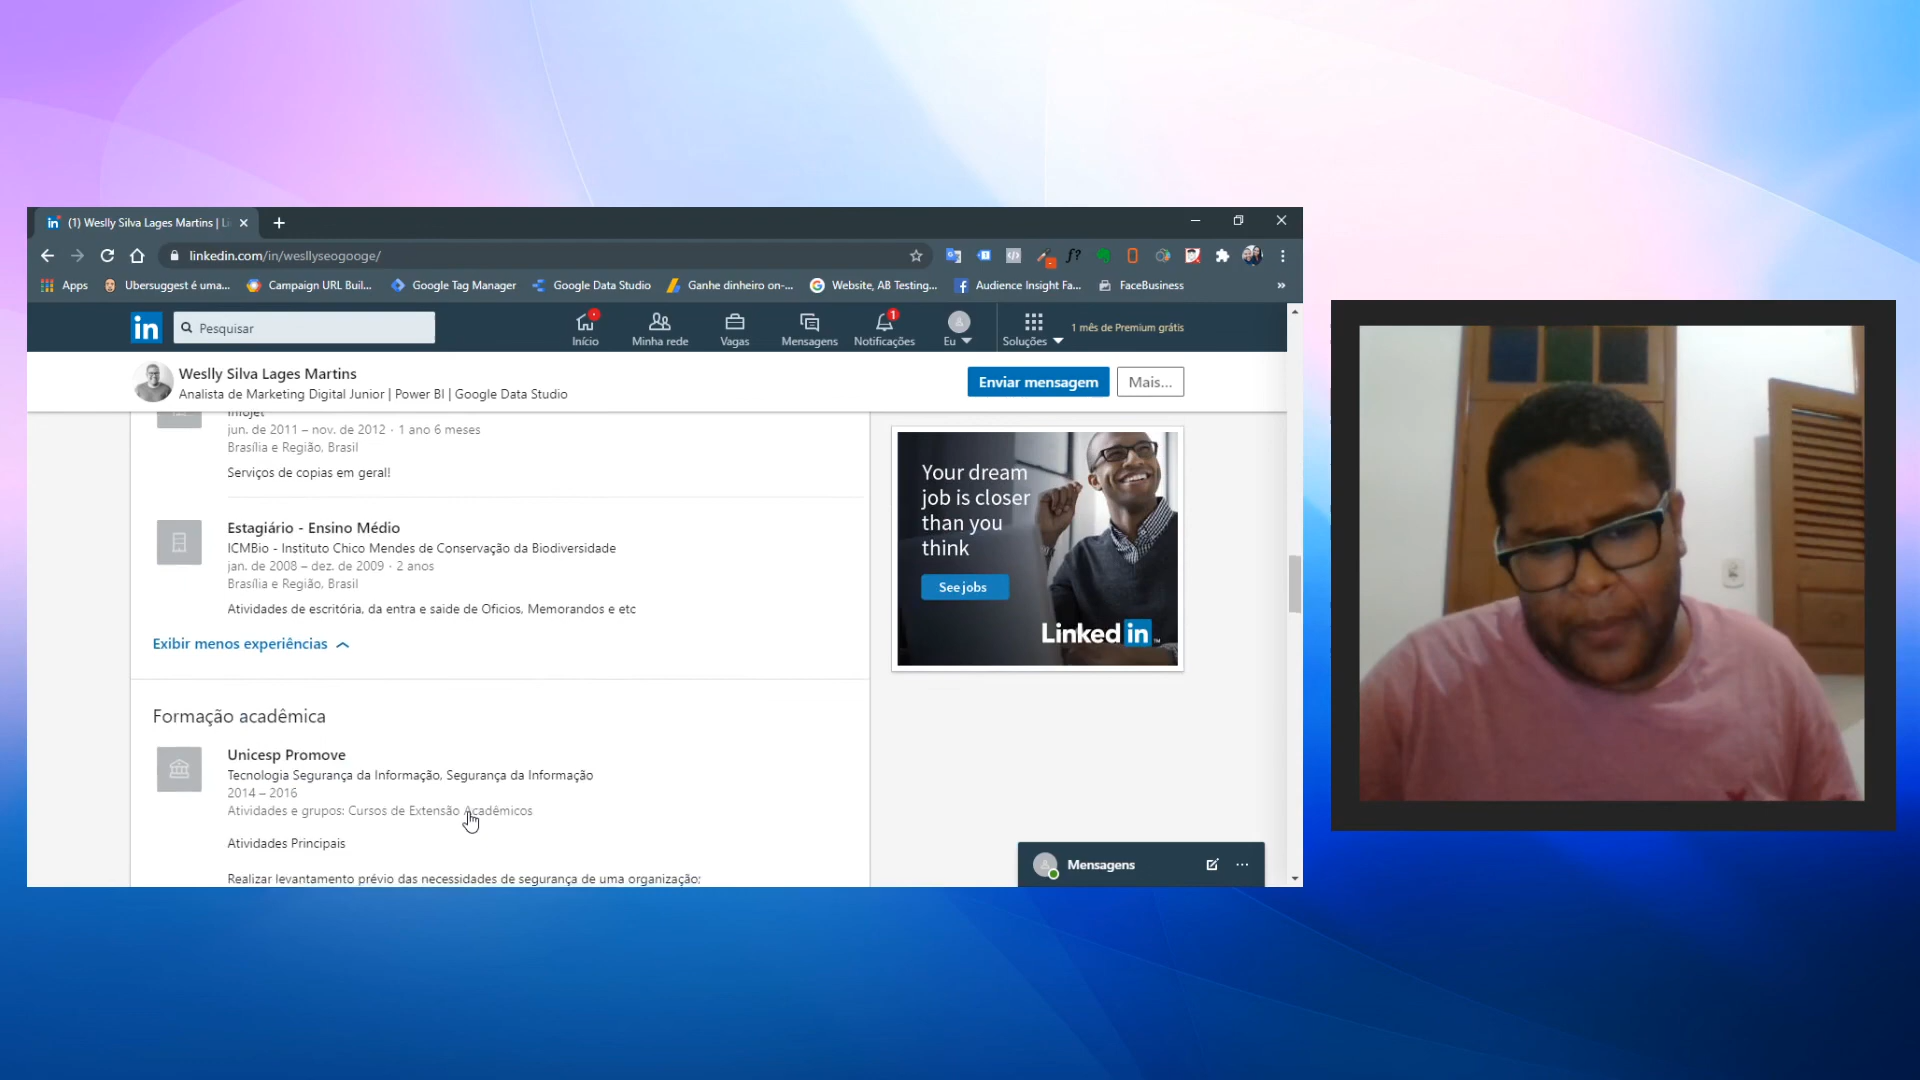 (1) Weslly Silva Lages Martins | Li
linkedin.com/in/wesllyseogooge/
Apps
Ubersuggest é uma...
Campaign URL Buil...
Google Tag Manager
Google Data Studio
Ganhe dinheiro on-...
Website, AB Testing...
Audience Insight Fa...
FaceBusiness
in
Pesquisar
Início
Minha rede
Vagas
Mensagens
1
Notificações
Eu
Soluções
1 mês de Premium grátis
Weslly Silva Lages Martins
Analista de Marketing Digital Junior | Power BI | Google Data Studio
Enviar mensagem
Mais...
Infojet
jun. de 2011 – nov. de 2012 · 1 ano 6 meses
Brasília e Região, Brasil
Serviços de copias em geral!
Estagiário - Ensino Médio
ICMBio - Instituto Chico Mendes de Conservação da Biodiversidade
jan. de 2008 – dez. de 2009 · 2 anos
Brasília e Região, Brasil
Atividades de escritória, da entra e saide de Oficios, Memorandos e etc
Exibir menos experiências
Formação acadêmica
Unicesp Promove
Tecnologia Segurança da Informação, Segurança da Informação
2014 – 2016
Atividades e grupos: Cursos de Extensão Acadêmicos
Atividades Principais
Realizar levantamento prévio das necessidades de segurança de uma organização;
Your dream
job is closer
than you
think
See jobs
Linked in
Mensagens